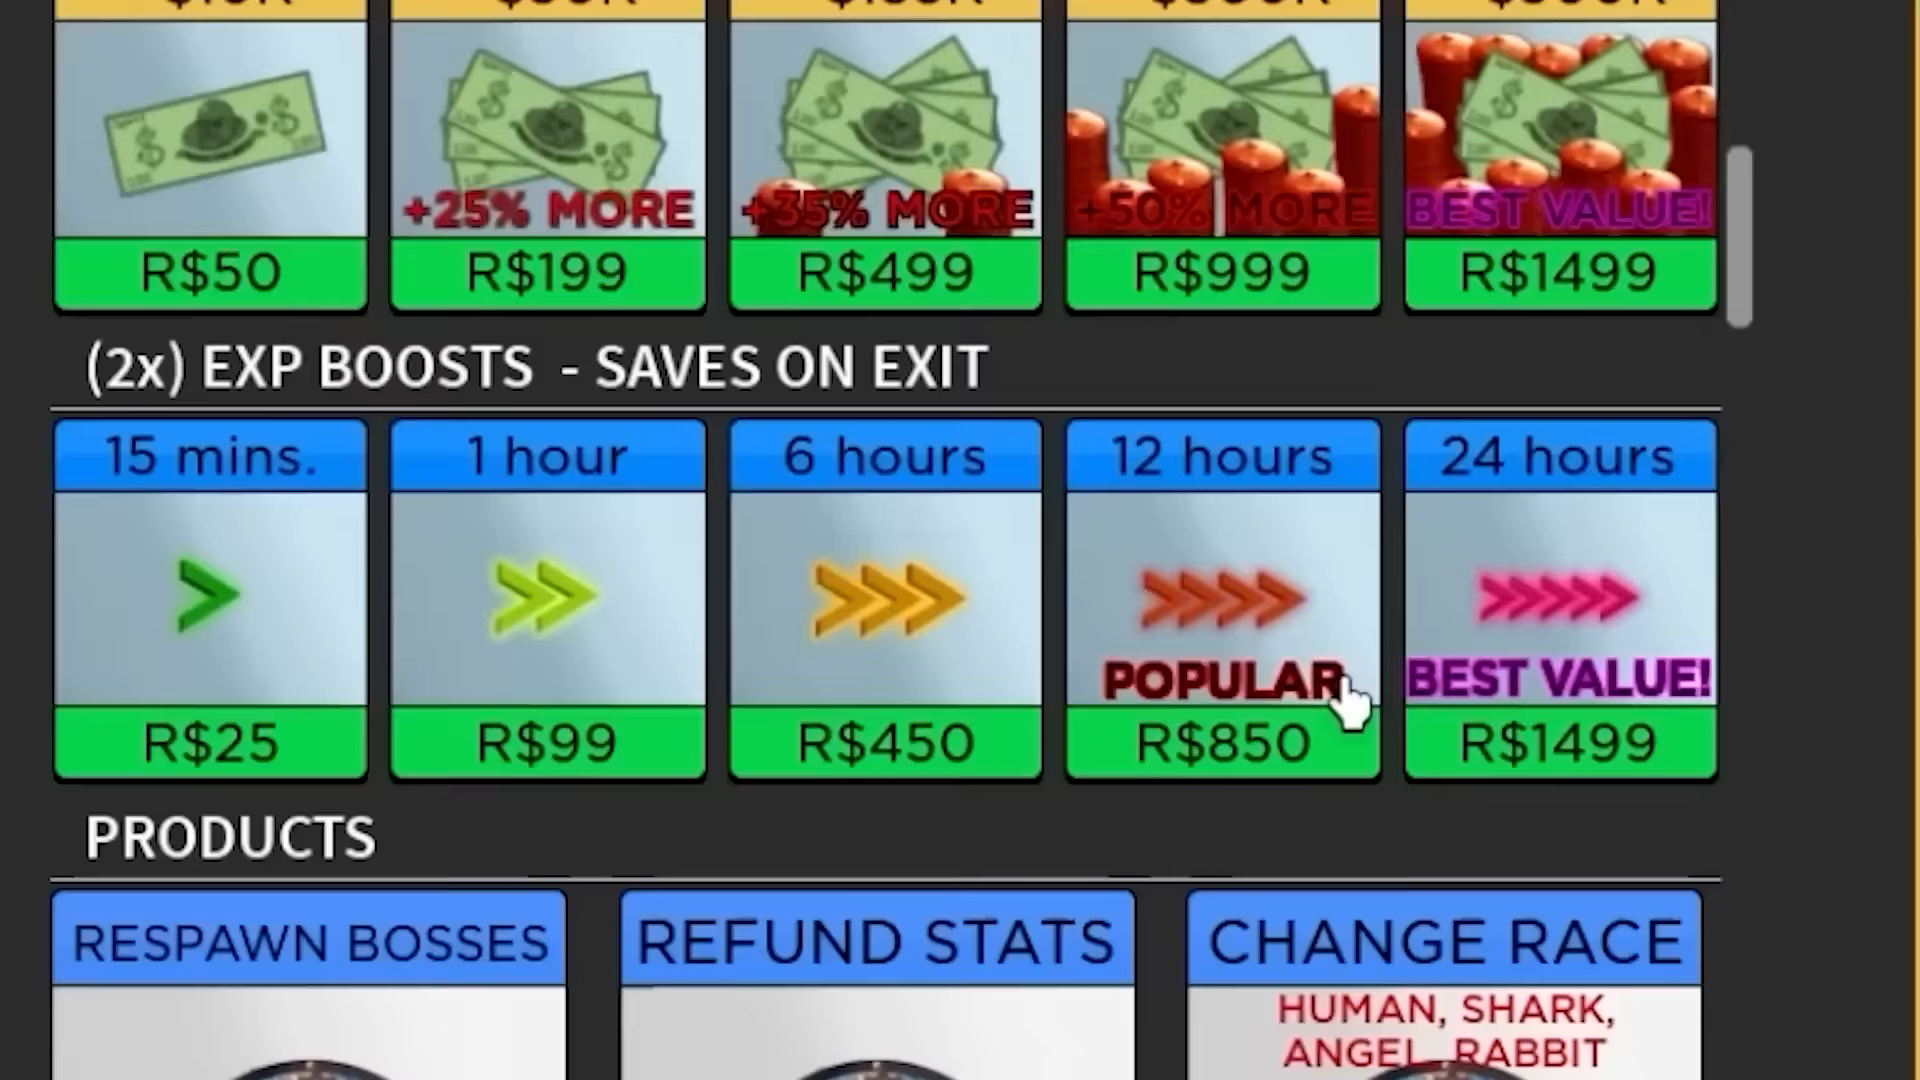 +25% MORE +35% MORE +50% MORE BEST VALUE!
R$50 R$199 R$499 R$999 R$1499
(2x) EXP BOOSTS - SAVES ON EXIT
15 mins. 1 hour 6 hours 12 hours 24 hours
POPULAR BEST VALUE!
R$25 R$99 R$450 R$850 R$1499
PRODUCTS
RESPAWN BOSSES REFUND STATS CHANGE RACE
HUMAN, SHARK,
ANGEL, RABBIT